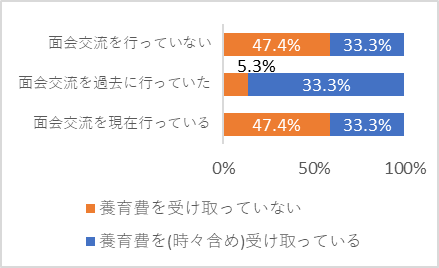 面会交流を行っていない 47.4% 33.3%
5.3%
面会交流を過去に行っていた 33.3%
面会交流を現在行っている 47.4% 33.3%
0% 50% 100%
養育費を受け取っていない
養育費を(時々含め)受け取っている